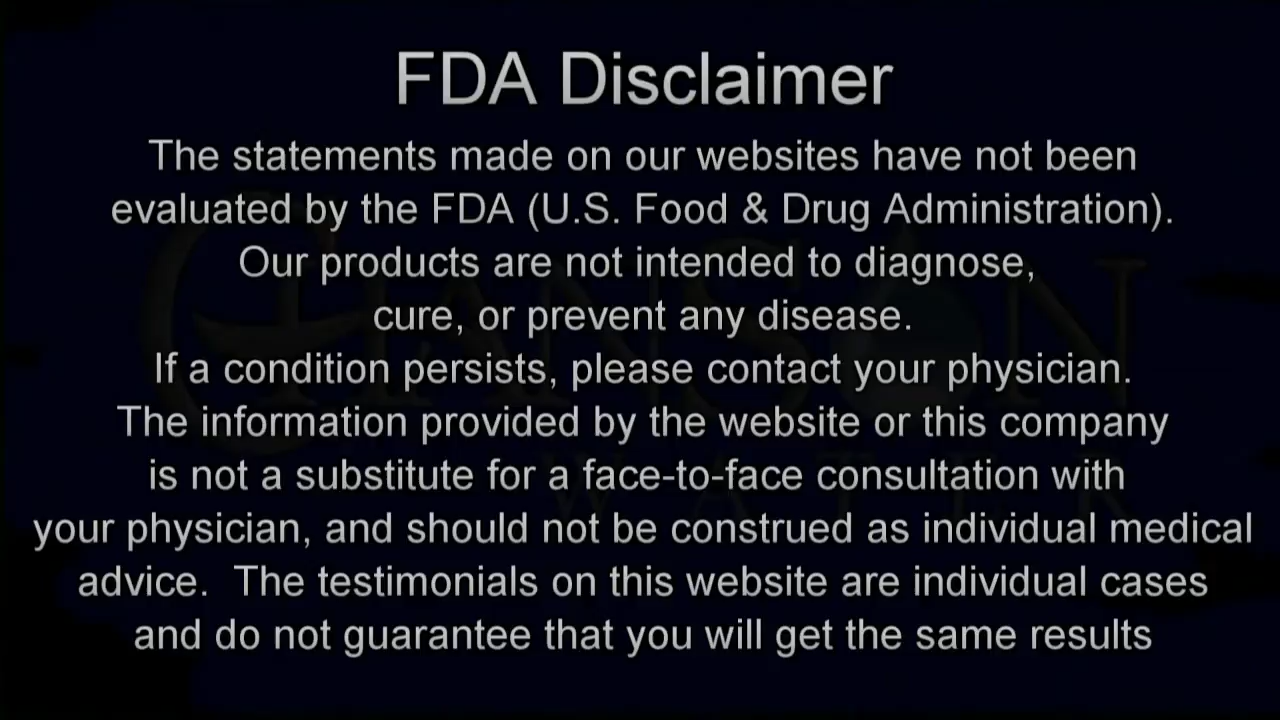 FDA Disclaimer
The statements made on our websites have not been
evaluated by the FDA (U.S. Food & Drug Administration).
Our products are not intended to diagnose,
cure, or prevent any disease.
If a condition persists, please contact your physician.
The information provided by the website or this company
is not a substitute for a face-to-face consultation with
your physician, and should not be construed as individual medical
advice.  The testimonials on this website are individual cases
and do not guarantee that you will get the same results
CHANSON
WATER